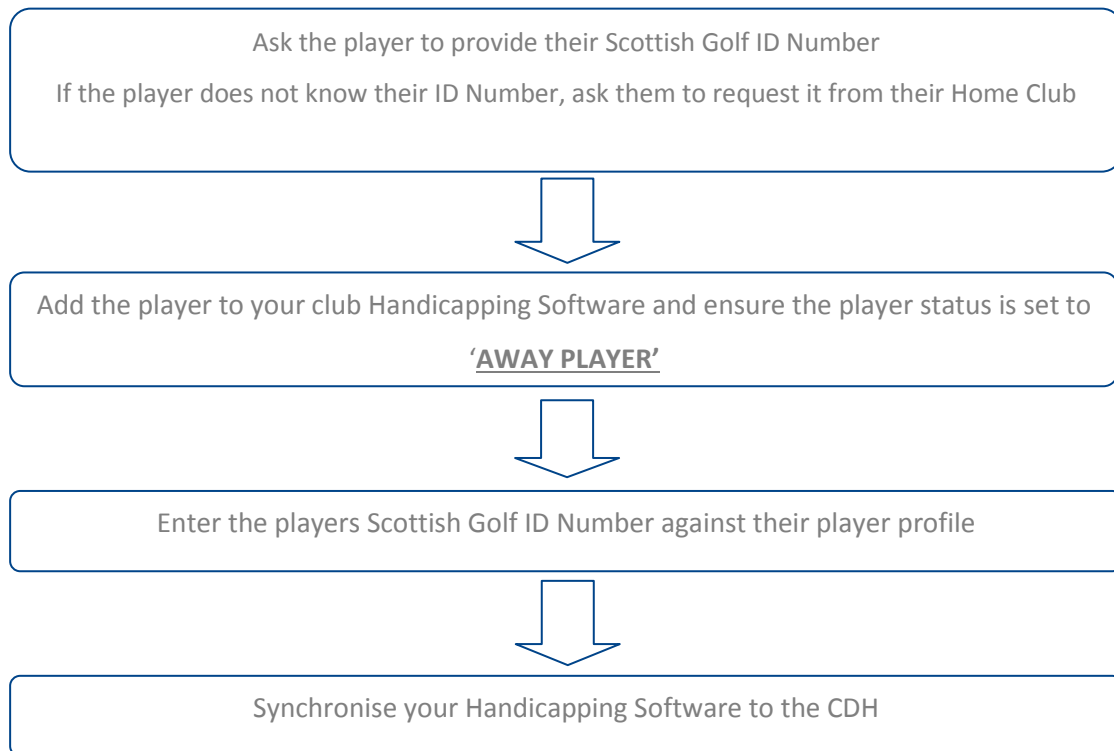 Ask the player to provide their Scottish Golf ID Number
If the player does not know their ID Number, ask them to request it from their Home Club
Add the player to your club Handicapping Software and ensure the player status is set to
‘AWAY PLAYER’
Enter the players Scottish Golf ID Number against their player profile
Synchronise your Handicapping Software to the CDH